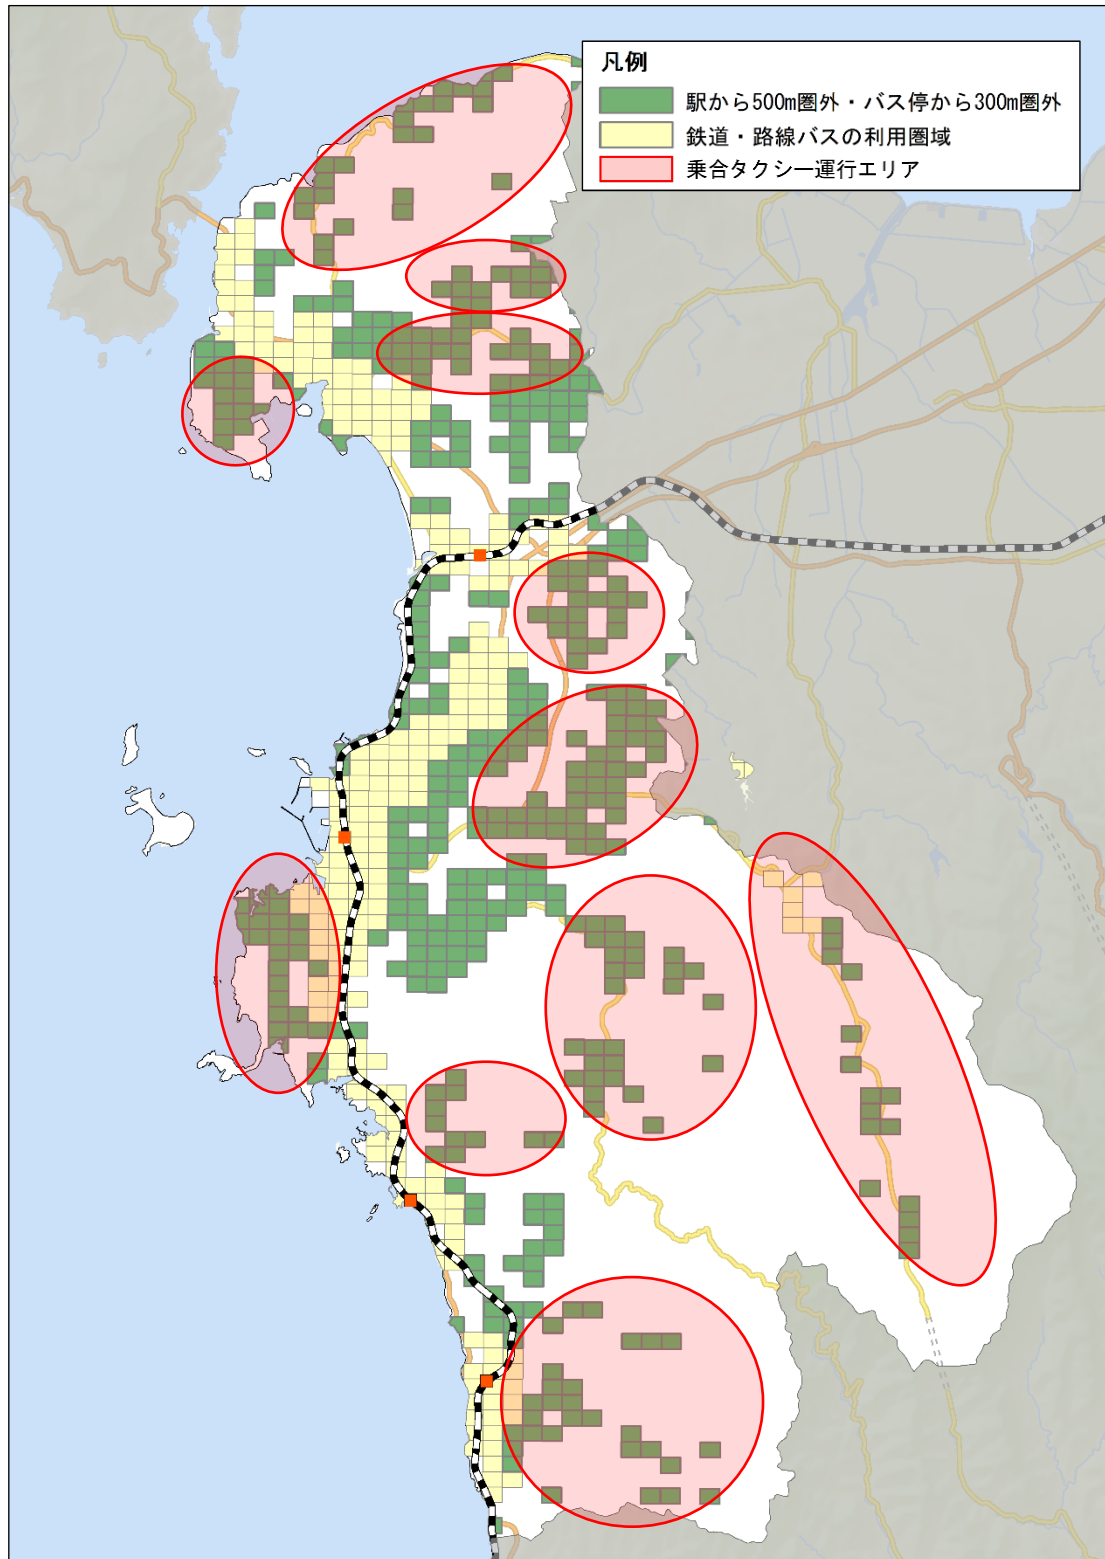 凡例
駅から500m圏外・バス停から300m圏外
鉄道・路線バスの利用圏域
乗合タクシー運行エリア